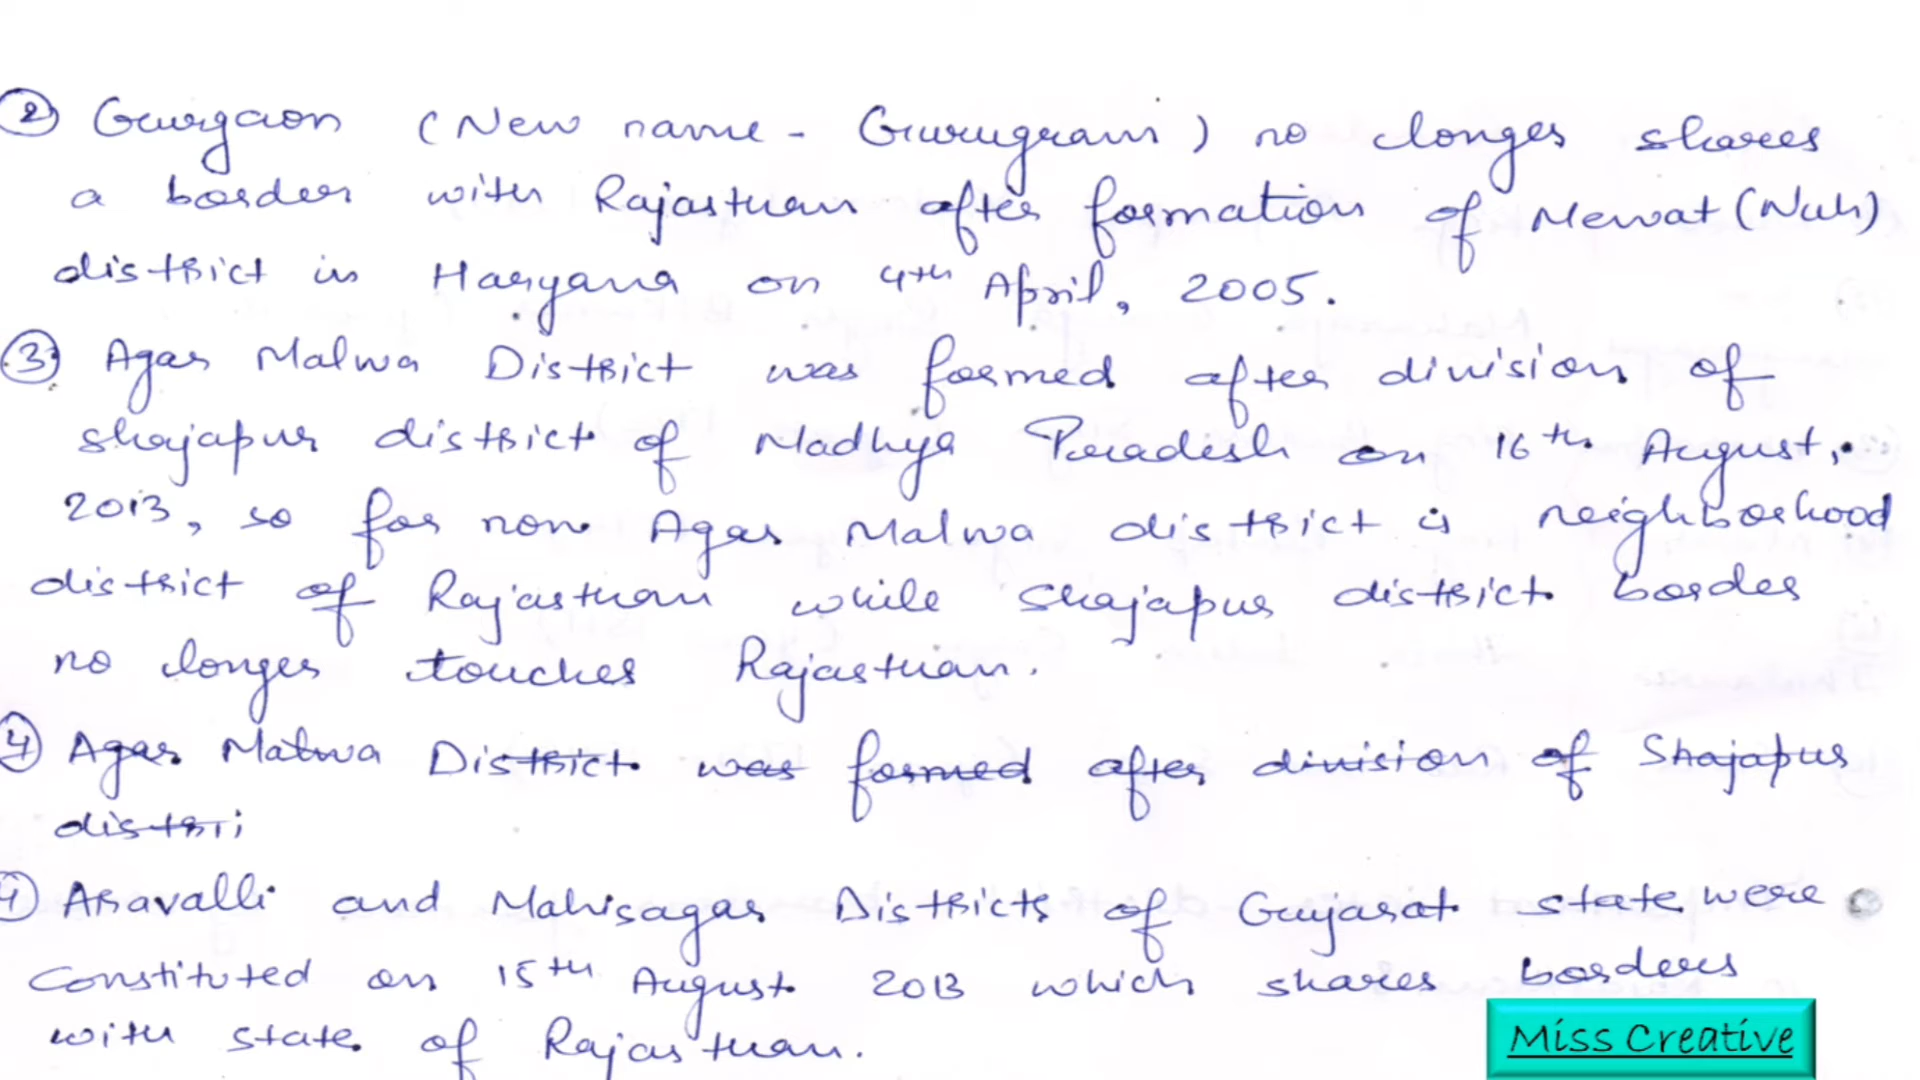 ② Gurgaon (New name - Gurugram) no longer shares
a border with Rajasthan after formation of Mewat (Nuh)
district in Haryana on 4th April, 2005.
③ Agar Malwa District was formed after division of
shajapur district of Madhya Pradesh on 16th August,
2013, so for now Agar Malwa district is neighborhood
district of Rajasthan while Shajapur district border
no longer touches Rajasthan.
④ Agar Malwa District was formed after division of Shajapur
distri
④ Aravalli and Mahisagar Districts of Gujarat state were
constituted on 15th August 2013 which shares borders
with state of Rajasthan.
Miss Creative